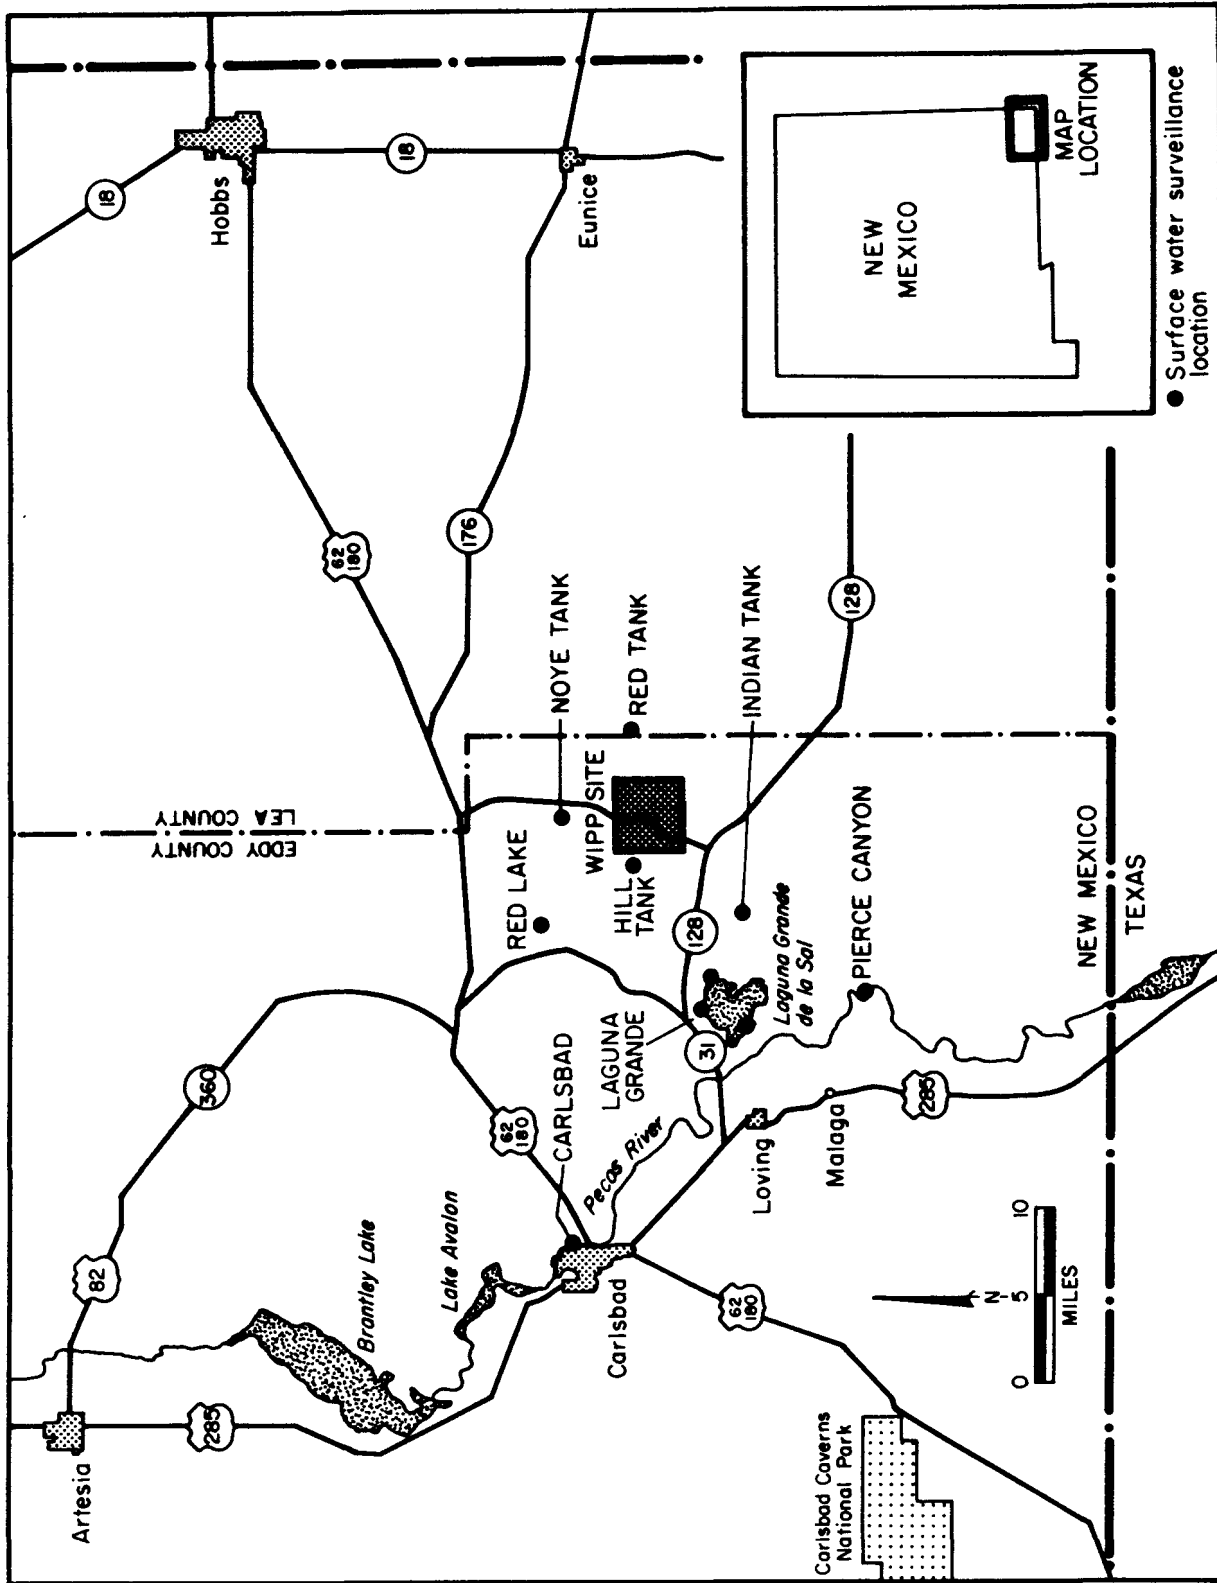 Artesia
82
285
360
Brantley Lake
Lake Avalon
62
180
CARLSBAD
Carlsbad
Pecos River
LAGUNA
GRANDE
31
Loving
Malaga
285
62
180
Carlsbad Caverns
National Park
0
5
10
MILES
N
EDDY COUNTY
LEA COUNTY
RED LAKE
HILL
TANK
WIPP SITE
NOYE TANK
RED TANK
INDIAN TANK
128
Laguna Grande
de la Sal
PIERCE CANYON
NEW MEXICO
TEXAS
18
Hobbs
62
180
176
18
Eunice
128
NEW
MEXICO
MAP
LOCATION
Surface water surveillance
location